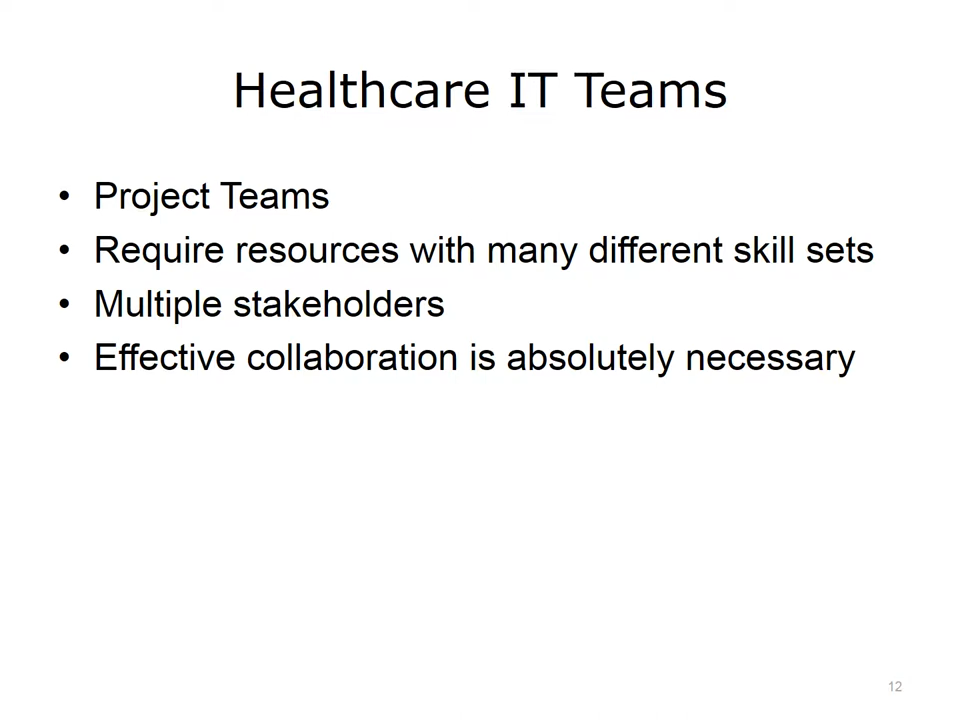 Healthcare IT Teams
• Project Teams
• Require resources with many different skill sets
• Multiple stakeholders
• Effective collaboration is absolutely necessary
12